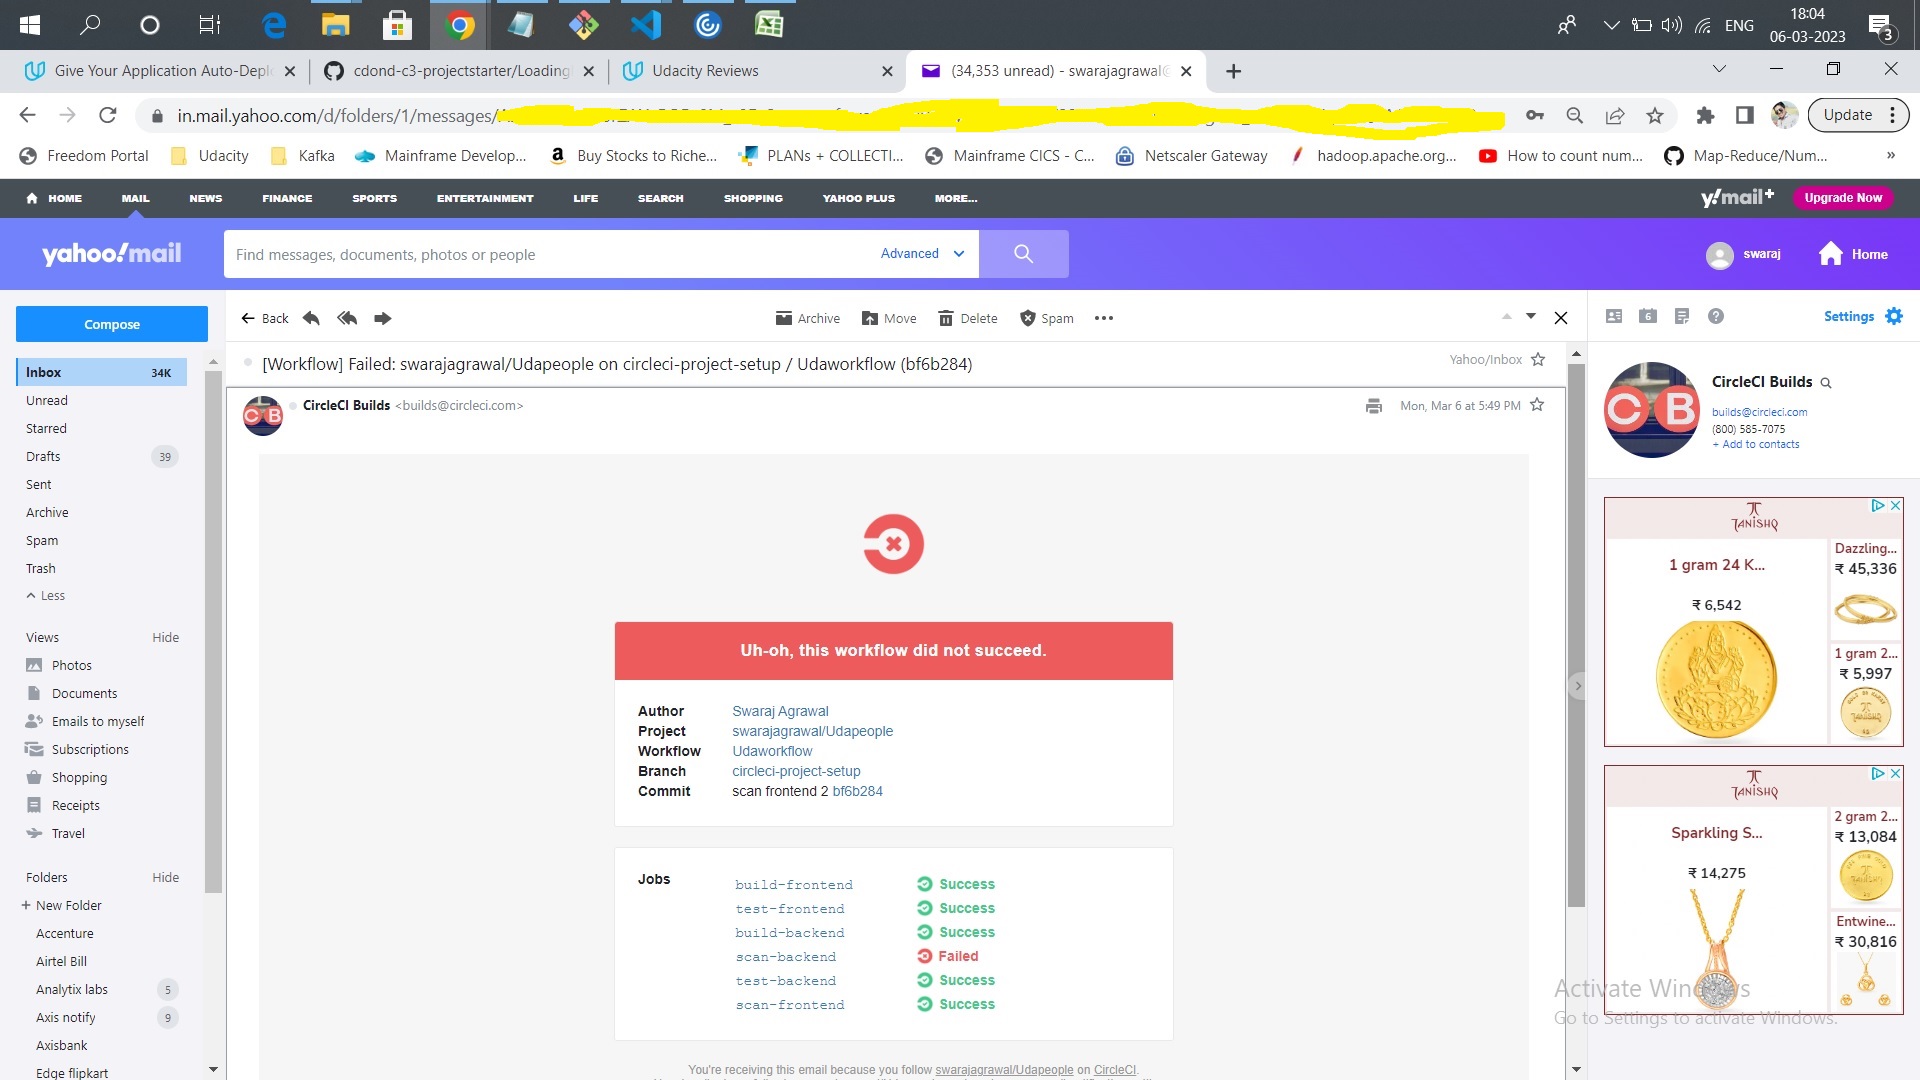 ENG
18:04
06-03-2023
3
Give Your Application Auto-Depl
cdond-c3-projectstarter/Loading
Udacity Reviews
(34,353 unread) - swarajagrawal@
in.mail.yahoo.com/d/folders/1/messages/
Update
Freedom Portal
Udacity
Kafka
Mainframe Develop...
Buy Stocks to Riche...
PLANs + COLLECTI...
Mainframe CICS - C...
Netscaler Gateway
hadoop.apache.org...
How to count num...
Map-Reduce/Num...
»
HOME
MAIL
NEWS
FINANCE
SPORTS
ENTERTAINMENT
LIFE
SEARCH
SHOPPING
YAHOO PLUS
MORE...
y!mail+
Upgrade Now
yahoo!mail
Find messages, documents, photos or people
Advanced
swaraj
Home
Compose
Inbox 34K
Unread
Starred
Drafts 39
Sent
Archive
Spam
Trash
Less
Views Hide
Photos
Documents
Emails to myself
Subscriptions
Shopping
Receipts
Travel
Folders Hide
+ New Folder
Accenture
Airtel Bill
Analytix labs 5
Axis notify 9
Axisbank
Edge flipkart
Back
Archive
Move
Delete
Spam
[Workflow] Failed: swarajagrawal/Udapeople on circleci-project-setup / Udaworkflow (bf6b284)
Yahoo/Inbox
CB
CircleCI Builds <builds@circleci.com>
Mon, Mar 6 at 5:49 PM
Uh-oh, this workflow did not succeed.
Author Swaraj Agrawal
Project swarajagrawal/Udapeople
Workflow Udaworkflow
Branch circleci-project-setup
Commit scan frontend 2 bf6b284
Jobs
build-frontend Success
test-frontend Success
build-backend Success
scan-backend Failed
test-backend Success
scan-frontend Success
You're receiving this email because you follow swarajagrawal/Udapeople on CircleCI.
6
Settings
CB
CircleCI Builds
builds@circleci.com
(800) 585-7075
+ Add to contacts
TANISHQ
1 gram 24 K...
₹ 6,542
Dazzling...
₹ 45,336
1 gram 2...
₹ 5,997
TANISHQ
Sparkling S...
₹ 14,275
2 gram 2...
₹ 13,084
Entwine...
₹ 30,816
Activate Windows
Go to Settings to activate Windows.